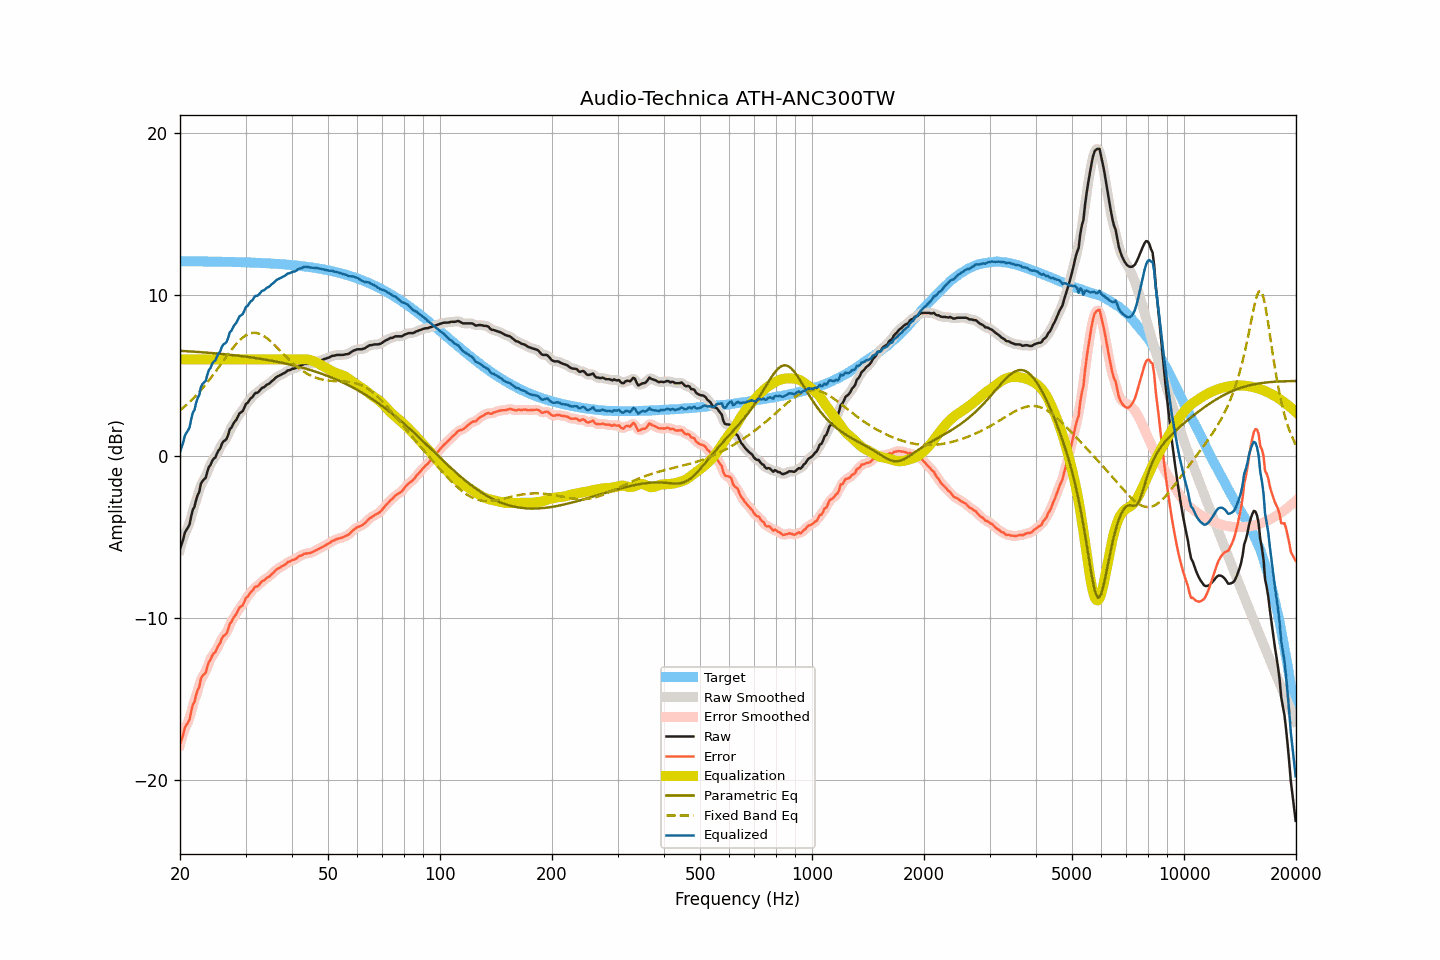 Audio-Technica ATH-ANC300TW
20
10
0
−10
−20
Amplitude (dBr)
Target
Raw Smoothed
Error Smoothed
Raw
Error
Equalization
Parametric Eq
Fixed Band Eq
Equalized
20 50 100 200 500 1000 2000 5000 10000 20000
Frequency (Hz)